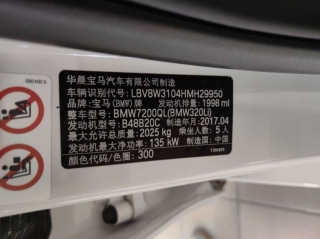 华晨宝马汽车有限公司制造
车辆识别代号: LBV8W3104HMH29950
品牌: 宝马(BMW)牌 发动机排量: 1998 ml
整车型号: BMW7200QL(BMW320Li)
发动机型号: B48B20C 制造年月: 2017.04
最大允许总质量: 2025 kg 乘坐人数: 5 人
发动机最大净功率: 135 kW 制造国: 中国
颜色代码/色圈: 300